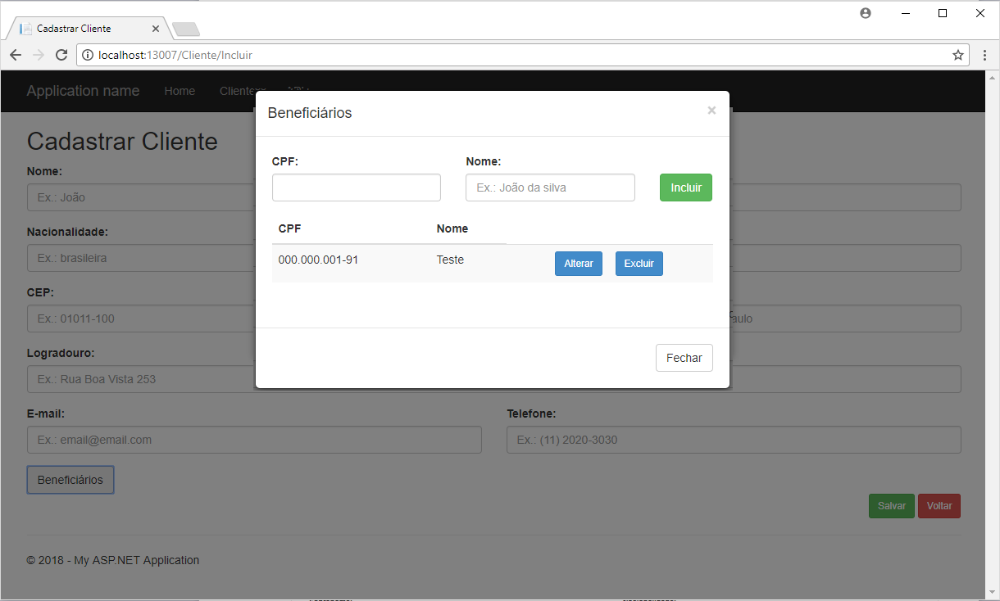 Cadastrar Cliente
localhost:13007/Cliente/Incluir
Application name Home
Beneficiários ×
Cadastrar Cliente
CPF: Nome:
Nome:
Ex.: João da silva Incluir
Ex.: João
CPF Nome
Nacionalidade:
000.000.001-91 Teste Alterar Excluir
Ex.: brasileira
CEP:
Ex.: 01011-100
Logradouro:
Fechar
Ex.: Rua Boa Vista 253
E-mail: Telefone:
Ex.: email@email.com Ex.: (11) 2020-3030
Beneficiários
Salvar Voltar
© 2018 - My ASP.NET Application